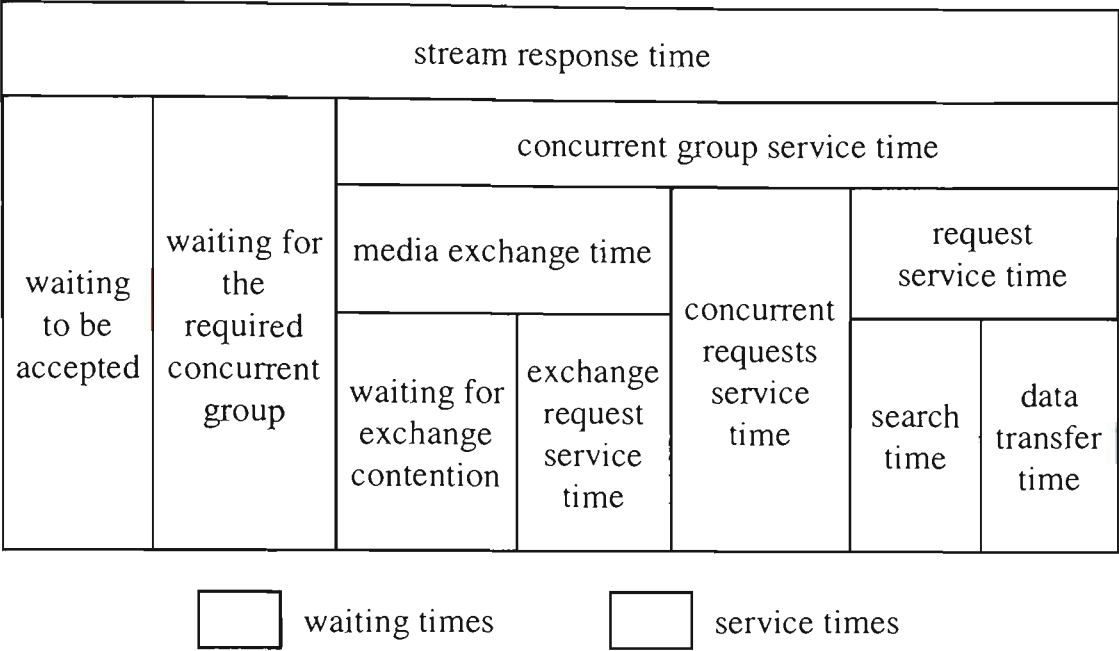 stream response time
concurrent group service time
waiting
to be
accepted
waiting for
the
required
concurrent
group
media exchange time
waiting for
exchange
contention
exchange
request
service
time
concurrent
requests
service
time
request
service time
search
time
data
transfer
time
waiting times
service times